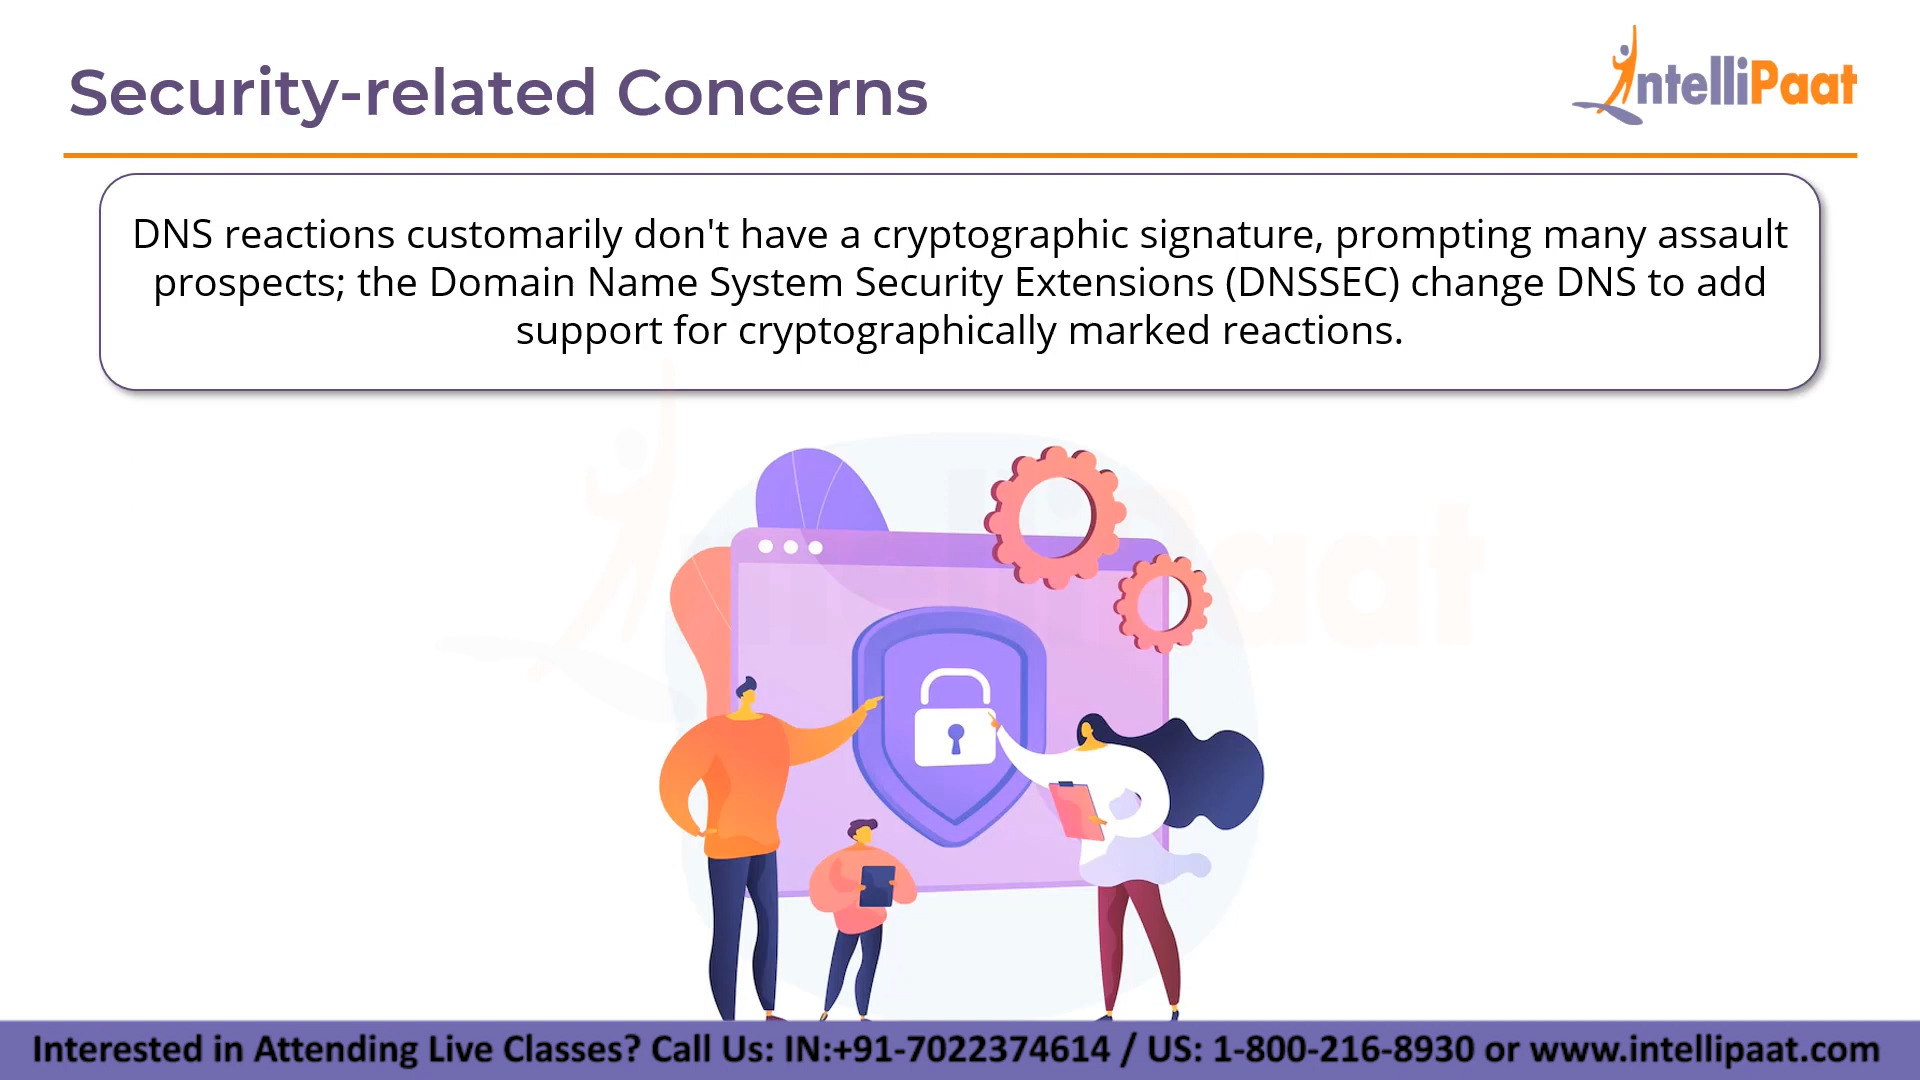 Security-related Concerns
IntelliPaat
DNS reactions customarily don't have a cryptographic signature, prompting many assault
prospects; the Domain Name System Security Extensions (DNSSEC) change DNS to add
support for cryptographically marked reactions.
IntelliPaat
Interested in Attending Live Classes? Call Us: IN:+91-7022374614 / US: 1-800-216-8930 or www.intellipaat.com